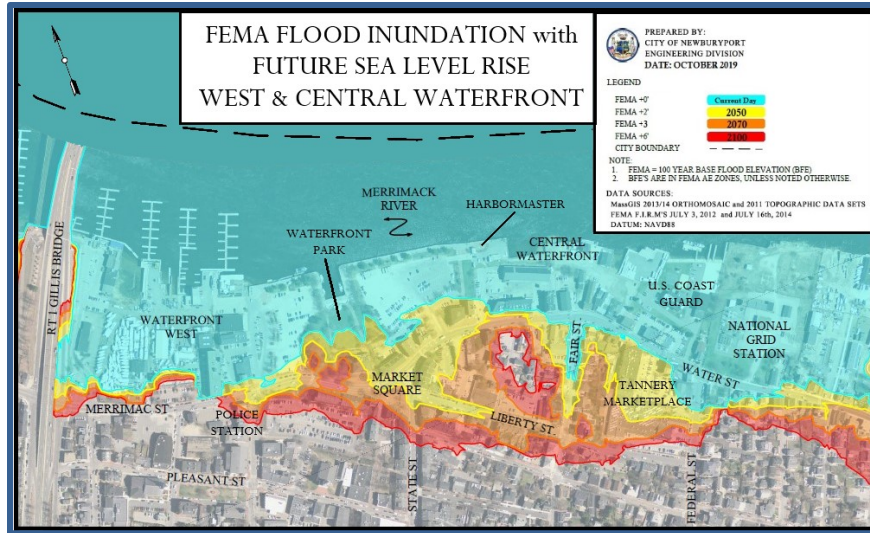 FEMA FLOOD INUNDATION with
FUTURE SEA LEVEL RISE
WEST & CENTRAL WATERFRONT
PREPARED BY:
CITY OF NEWBURYPORT
ENGINEERING DIVISION
DATE: OCTOBER 2019
LEGEND
FEMA +0' Current Day
FEMA +2' 2050
FEMA +3 2070
FEMA +6' 2100
CITY BOUNDARY
NOTE:
1. FEMA = 100 YEAR BASE FLOOD ELEVATION (BFE)
2. BFE'S ARE IN FEMA AE ZONES, UNLESS NOTED OTHERWISE.
DATA SOURCES:
MassGIS 2013/14 ORTHOMOSAIC and 2011 TOPOGRAPHIC DATA SETS
FEMA F.I.R.M'S JULY 3, 2012 and JULY 16th, 2014
DATUM: NAVD88
MERRIMACK
RIVER
HARBORMASTER
WATERFRONT
PARK
CENTRAL
WATERFRONT
RT 1 GILLIS BRIDGE
U.S. COAST
GUARD
WATERFRONT
WEST
NATIONAL
GRID
STATION
FAIR ST.
WATER ST
MARKET
SQUARE
TANNERY
MARKETPLACE
MERRIMAC ST
POLICE
STATION
LIBERTY ST.
PLEASANT ST
STATE ST
FEDERAL ST